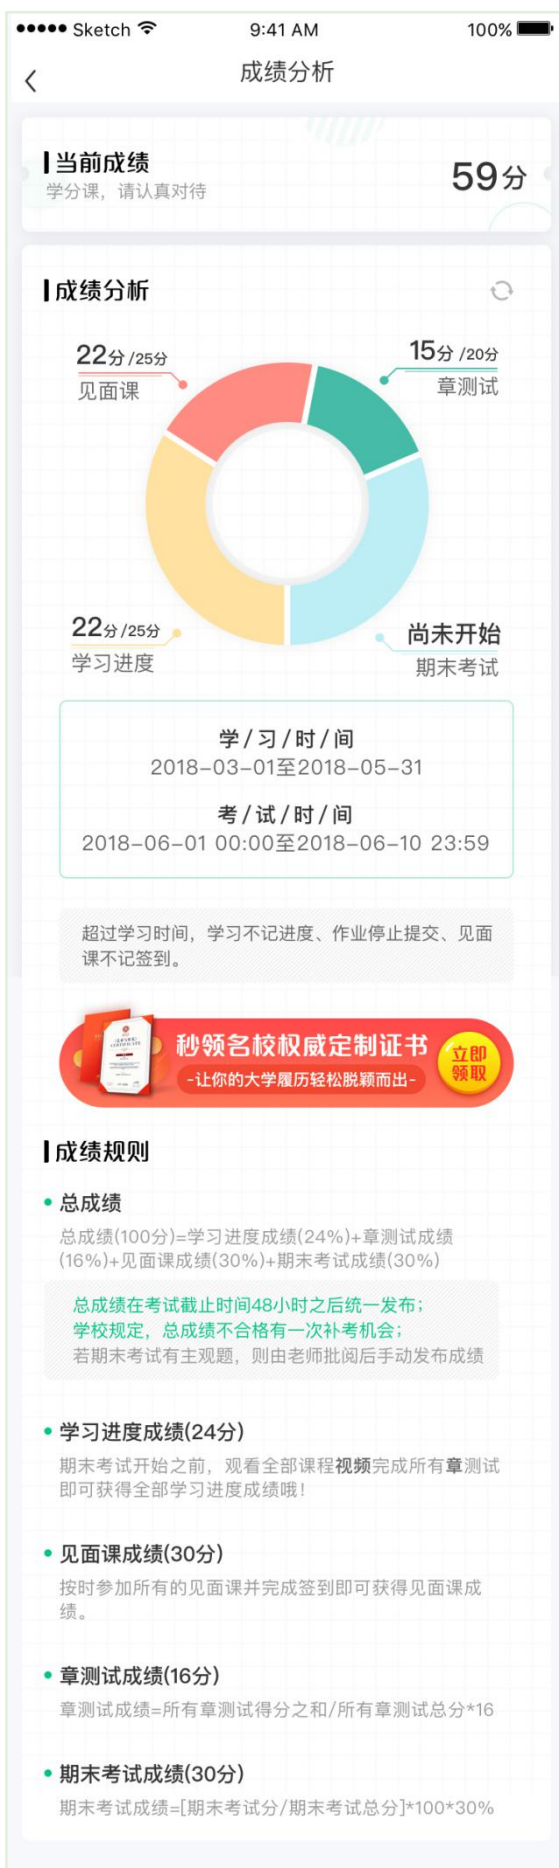 Sketch 9:41 AM 100%
成绩分析
当前成绩
学分课，请认真对待
59分
成绩分析
22分/25分
见面课
15分/20分
章测试
22分/25分
学习进度
尚未开始
期末考试
学/习/时/间
2018-03-01至2018-05-31
考/试/时/间
2018-06-01 00:00至2018-06-10 23:59
超过学习时间，学习不记进度、作业停止提交、见面
课不记签到。
秒领名校权威定制证书
-让你的大学履历轻松脱颖而出-
立即
领取
成绩规则
总成绩
总成绩(100分)=学习进度成绩(24%)+章测试成绩
(16%)+见面课成绩(30%)+期末考试成绩(30%)
总成绩在考试截止时间48小时之后统一发布；
学校规定，总成绩不合格有一次补考机会；
若期末考试有主观题，则由老师批阅后手动发布成绩
学习进度成绩(24分)
期末考试开始之前，观看全部课程视频完成所有章测试
即可获得全部学习进度成绩哦！
见面课成绩(30分)
按时参加所有的见面课并完成签到即可获得见面课成
绩。
章测试成绩(16分)
章测试成绩=所有章测试得分之和/所有章测试总分*16
期末考试成绩(30分)
期末考试成绩=[期末考试分/期末考试总分]*100*30%